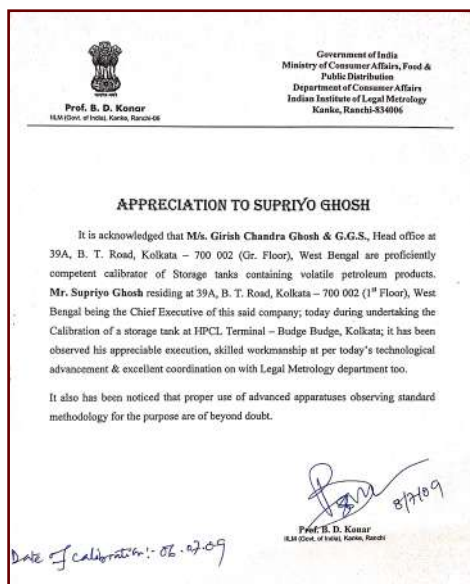 Prof. B. D. Konar
IILM (Govt. of India), Kanke, Ranchi-06
Government of India
Ministry of Consumer Affairs, Food &
Public Distribution
Department of Consumer Affairs
Indian Institute of Legal Metrology
Kanke, Ranchi-834006
APPRECIATION TO SUPRIYO GHOSH
It is acknowledged that M/s. Girish Chandra Ghosh & G.G.S., Head office at
39A, B. T. Road, Kolkata – 700 002 (Gr. Floor), West Bengal are proficiently
competent calibrator of Storage tanks containing volatile petroleum products.
Mr. Supriyo Ghosh residing at 39A, B. T. Road, Kolkata – 700 002 (1st Floor), West
Bengal being the Chief Executive of this said company; today during undertaking the
Calibration of a storage tank at HPCL Terminal – Budge Budge, Kolkata; it has been
observed his appreciable execution, skilled workmanship at per today's technological
advancement & excellent coordination on with Legal Metrology department too.
It also has been noticed that proper use of advanced apparatuses observing standard
methodology for the purpose are of beyond doubt.
8/7/09
Prof. B. D. Konar
IILM (Govt. of India), Kanke, Ranchi
Date of calibration:- 06.07.09